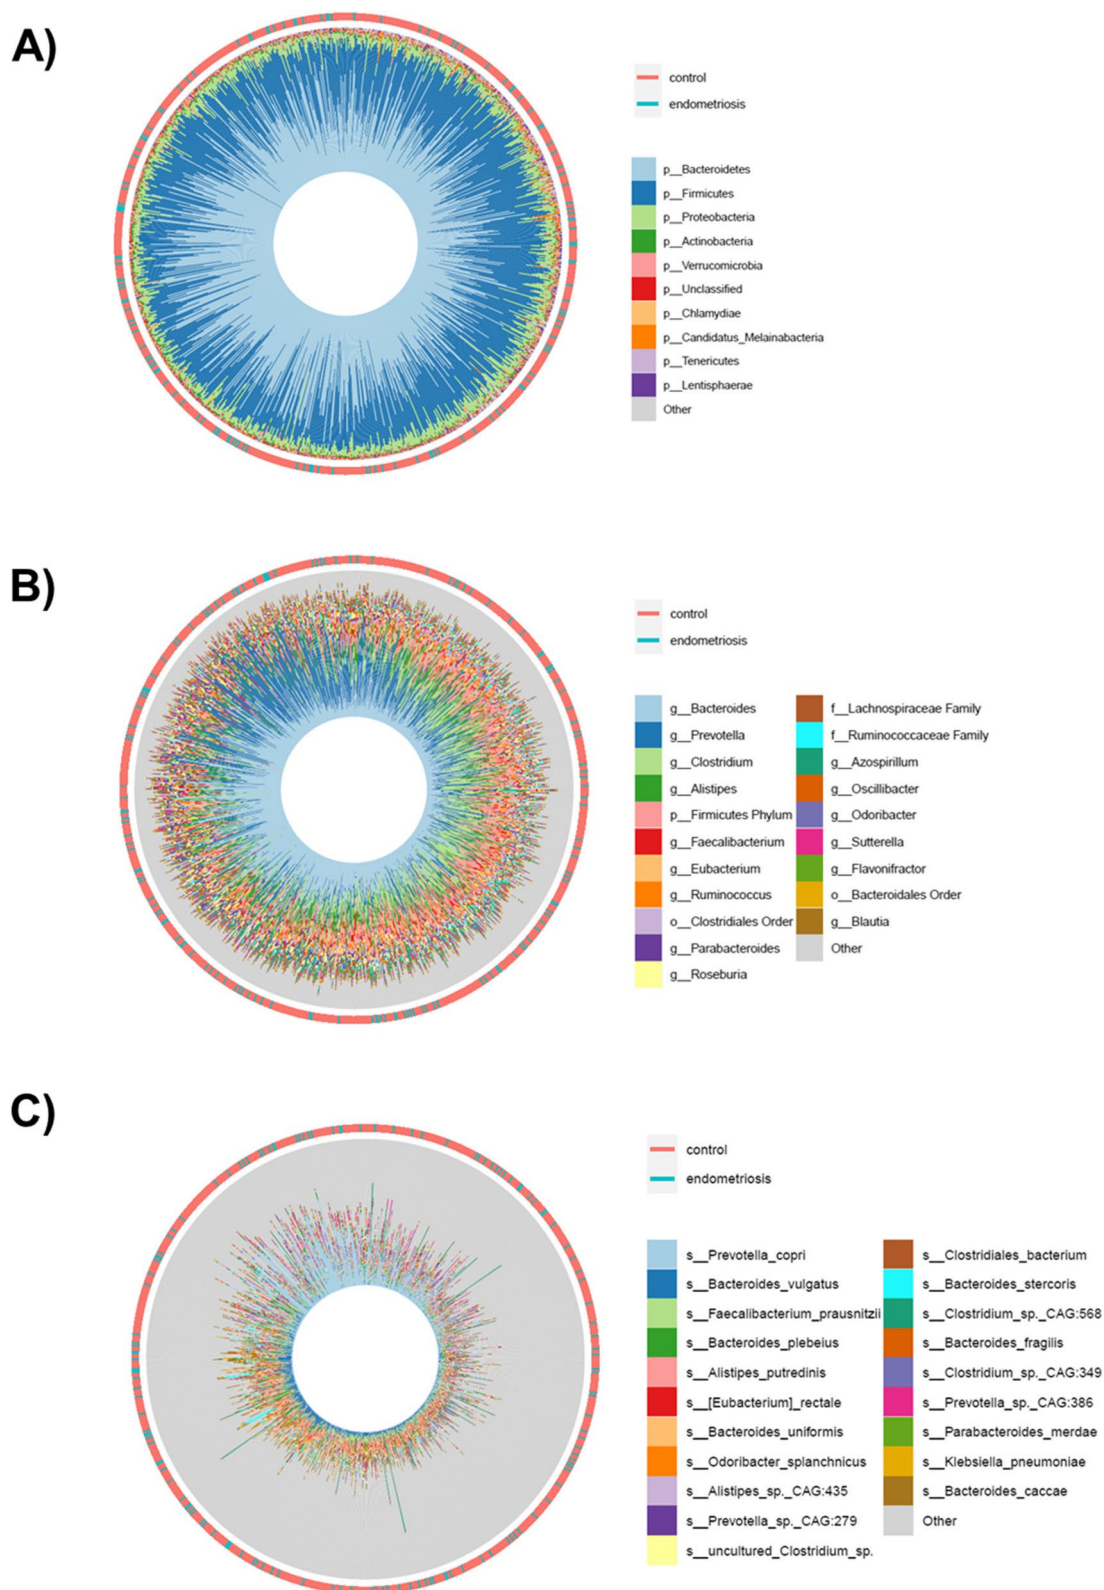 A)
control
endometriosis
p__Bacteroidetes
p__Firmicutes
p__Proteobacteria
p__Actinobacteria
p__Verrucomicrobia
p__Unclassified
p__Chlamydiae
p__Candidatus_Melainabacteria
p__Tenericutes
p__Lentisphaerae
Other
B)
control
endometriosis
g__Bacteroides
g__Prevotella
g__Clostridium
g__Alistipes
p__Firmicutes Phylum
g__Faecalibacterium
g__Eubacterium
g__Ruminococcus
o__Clostridiales Order
g__Parabacteroides
g__Roseburia
f__Lachnospiraceae Family
f__Ruminococcaceae Family
g__Azospirillum
g__Oscillibacter
g__Odoribacter
g__Sutterella
g__Flavonifractor
o__Bacteroidales Order
g__Blautia
Other
C)
control
endometriosis
s__Prevotella_copri
s__Bacteroides_vulgatus
s__Faecalibacterium_prausnitzii
s__Bacteroides_plebeius
s__Alistipes_putredinis
s__[Eubacterium]_rectale
s__Bacteroides_uniformis
s__Odoribacter_splanchnicus
s__Alistipes_sp._CAG:435
s__Prevotella_sp._CAG:279
s__uncultured_Clostridium_sp.
s__Clostridiales_bacterium
s__Bacteroides_stercoris
s__Clostridium_sp._CAG:568
s__Bacteroides_fragilis
s__Clostridium_sp._CAG:349
s__Prevotella_sp._CAG:386
s__Parabacteroides_merdae
s__Klebsiella_pneumoniae
s__Bacteroides_caccae
Other